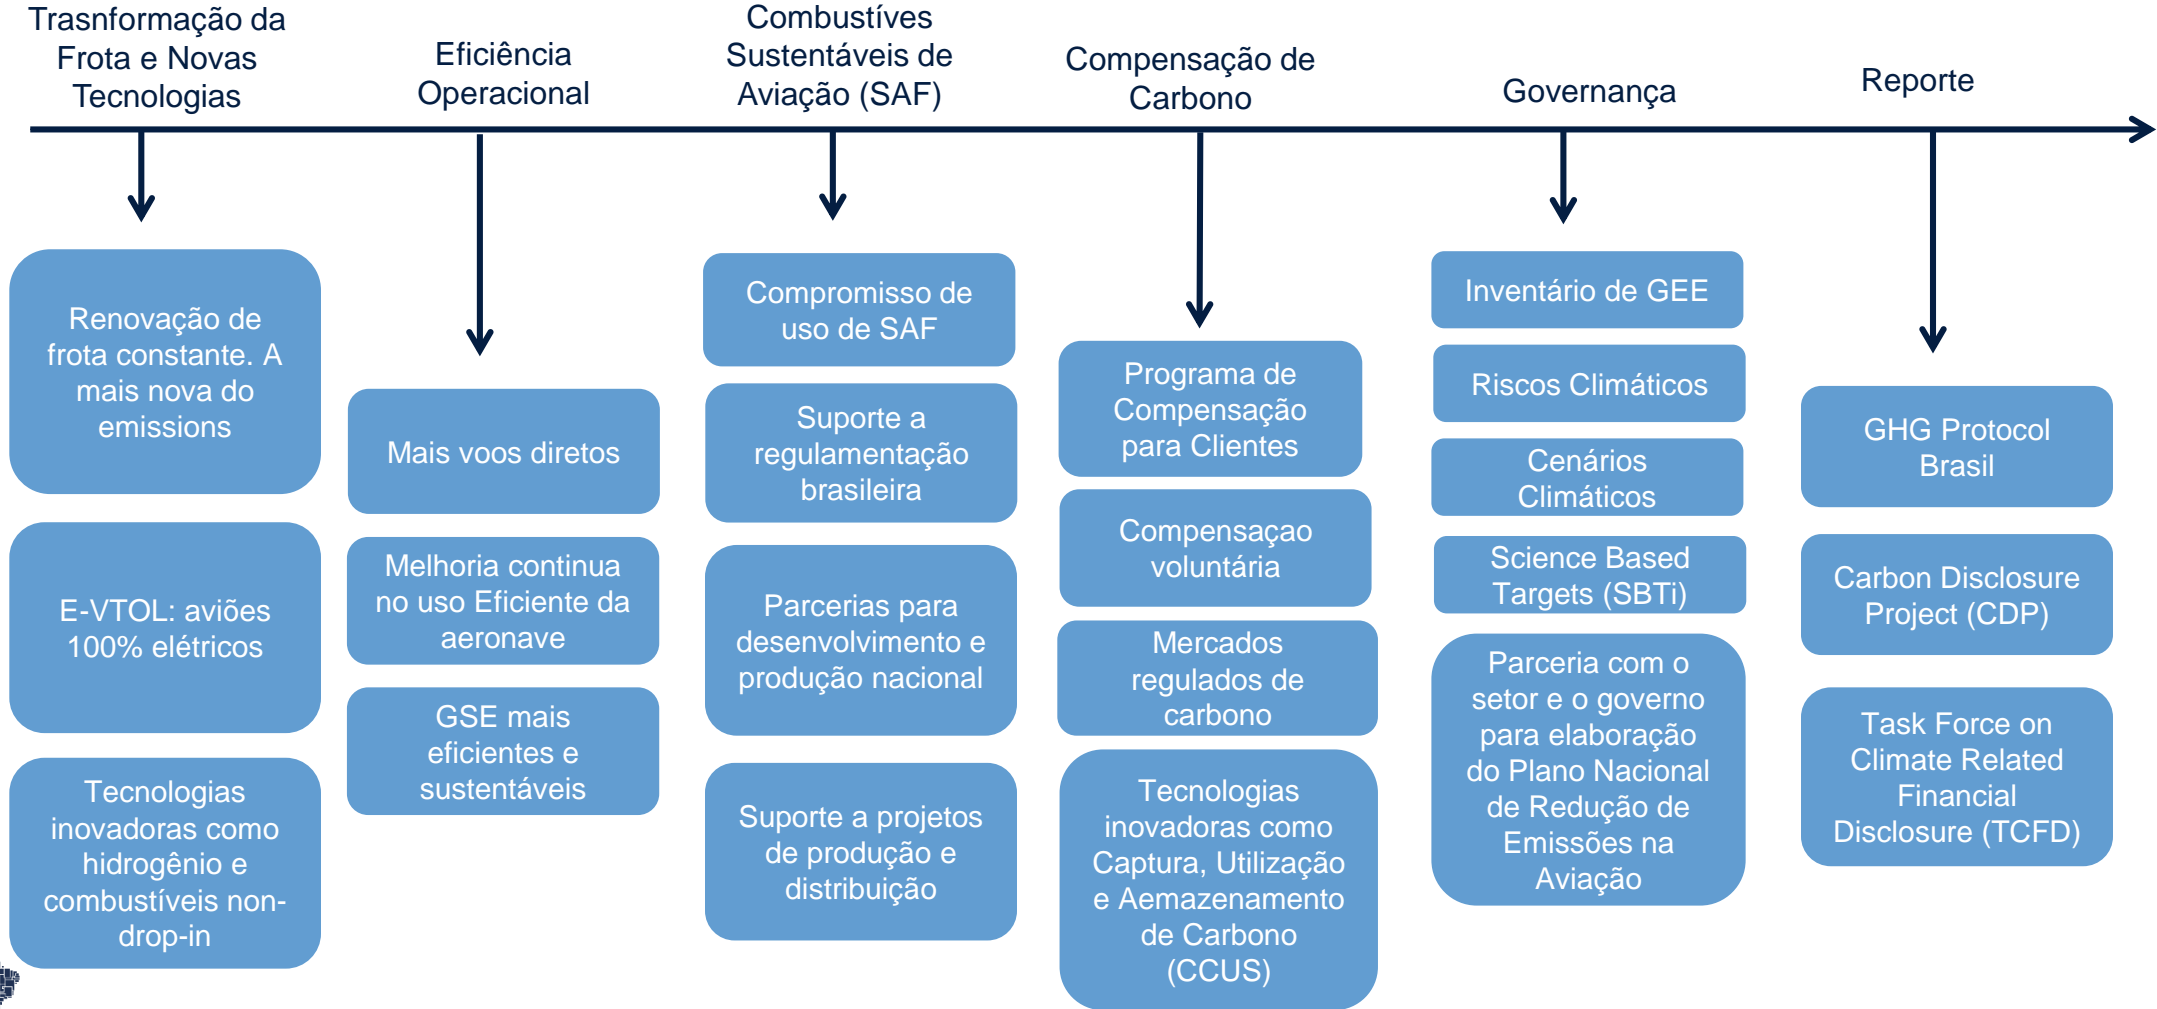 Trasnformação da
Frota e Novas
Tecnologias
Eficiência
Operacional
Combustíves
Sustentáveis de
Aviação (SAF)
Compensação de
Carbono
Governança
Reporte
Renovação de
frota constante. A
mais nova do
emissions
E-VTOL: aviões
100% elétricos
Tecnologias
inovadoras como
hidrogênio e
combustíveis non-
drop-in
Mais voos diretos
Melhoria continua
no uso Eficiente da
aeronave
GSE mais
eficientes e
sustentáveis
Compromisso de
uso de SAF
Suporte a
regulamentação
brasileira
Parcerias para
desenvolvimento e
produção nacional
Suporte a projetos
de produção e
distribuição
Programa de
Compensação
para Clientes
Compensaçao
voluntária
Mercados
regulados de
carbono
Tecnologias
inovadoras como
Captura, Utilização
e Aemazenamento
de Carbono
(CCUS)
Inventário de GEE
Riscos Climáticos
Cenários
Climáticos
Science Based
Targets (SBTi)
Parceria com o
setor e o governo
para elaboração
do Plano Nacional
de Redução de
Emissões na
Aviação
GHG Protocol
Brasil
Carbon Disclosure
Project (CDP)
Task Force on
Climate Related
Financial
Disclosure (TCFD)